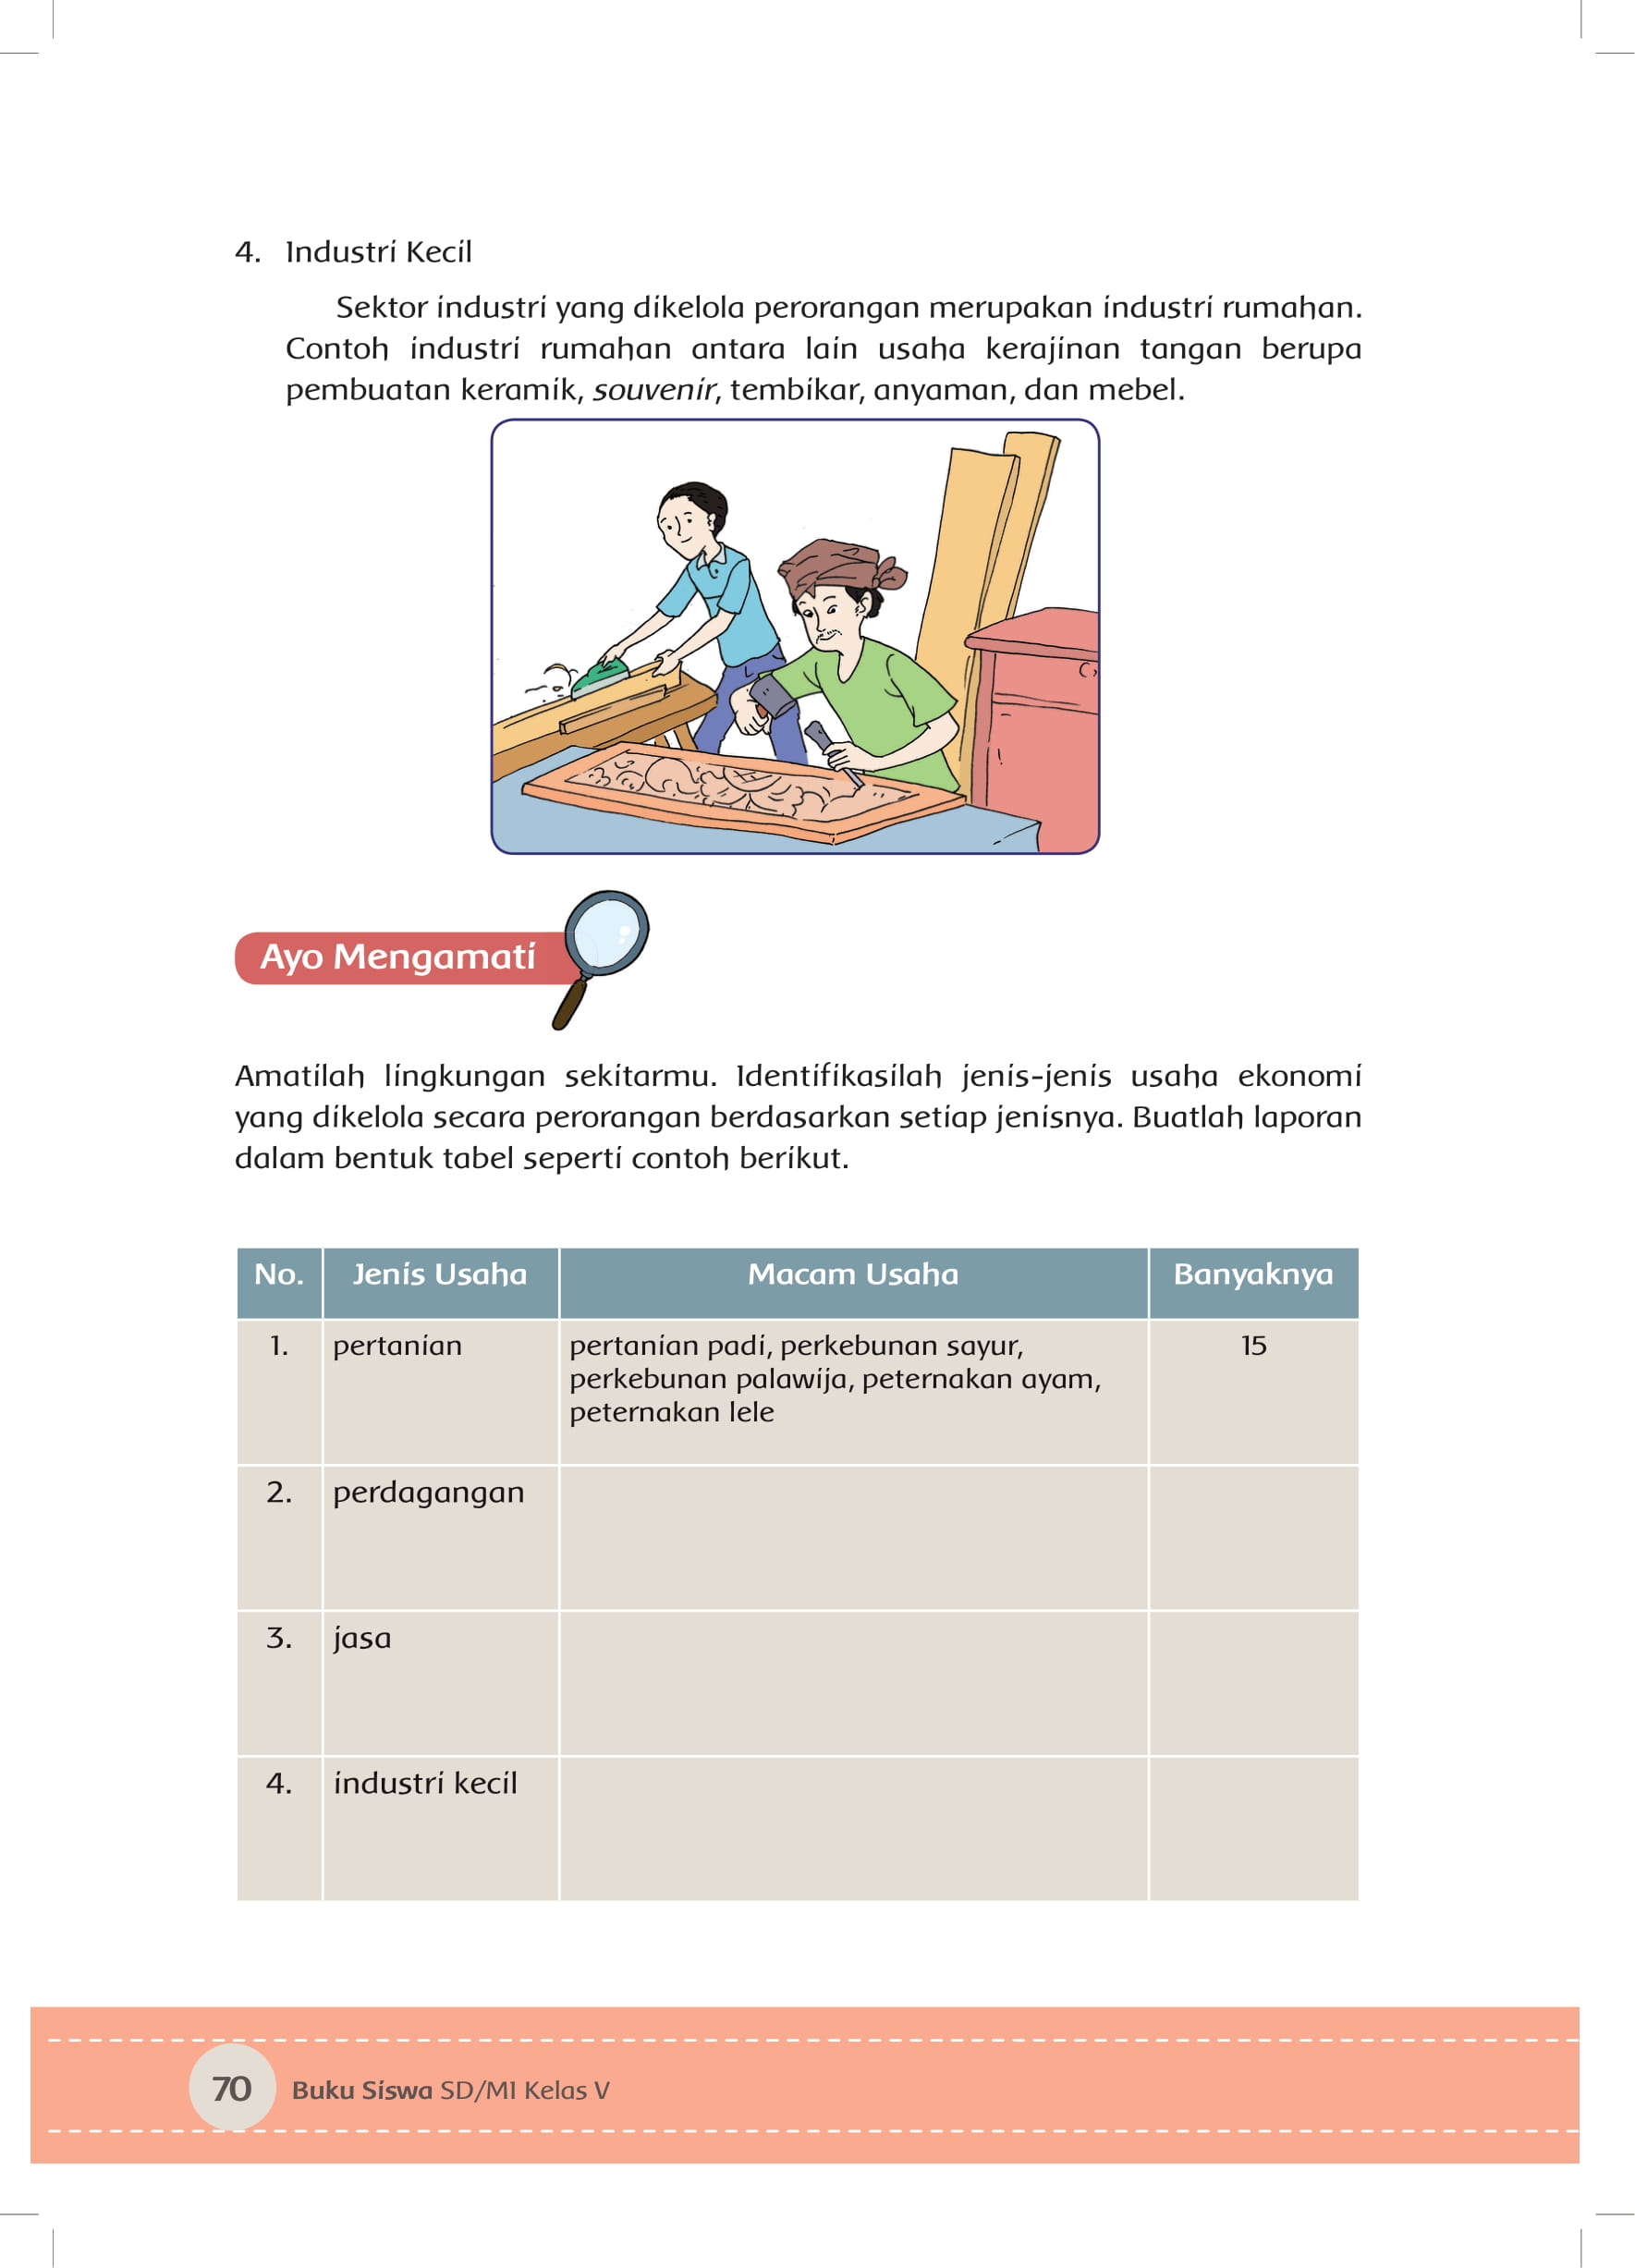 4. Industri Kecil
Sektor industri yang dikelola perorangan merupakan industri rumahan.
Contoh industri rumahan antara lain usaha kerajinan tangan berupa
pembuatan keramik, souvenir, tembikar, anyaman, dan mebel.
Ayo Mengamati
Amatilah lingkungan sekitarmu. Identifikasilah jenis-jenis usaha ekonomi
yang dikelola secara perorangan berdasarkan setiap jenisnya. Buatlah laporan
dalam bentuk tabel seperti contoh berikut.
No. Jenis Usaha Macam Usaha Banyaknya
1. pertanian pertanian padi, perkebunan sayur, 15
perkebunan palawija, peternakan ayam,
peternakan lele
2. perdagangan
3. jasa
4. industri kecil
70 Buku Siswa SD/MI Kelas V